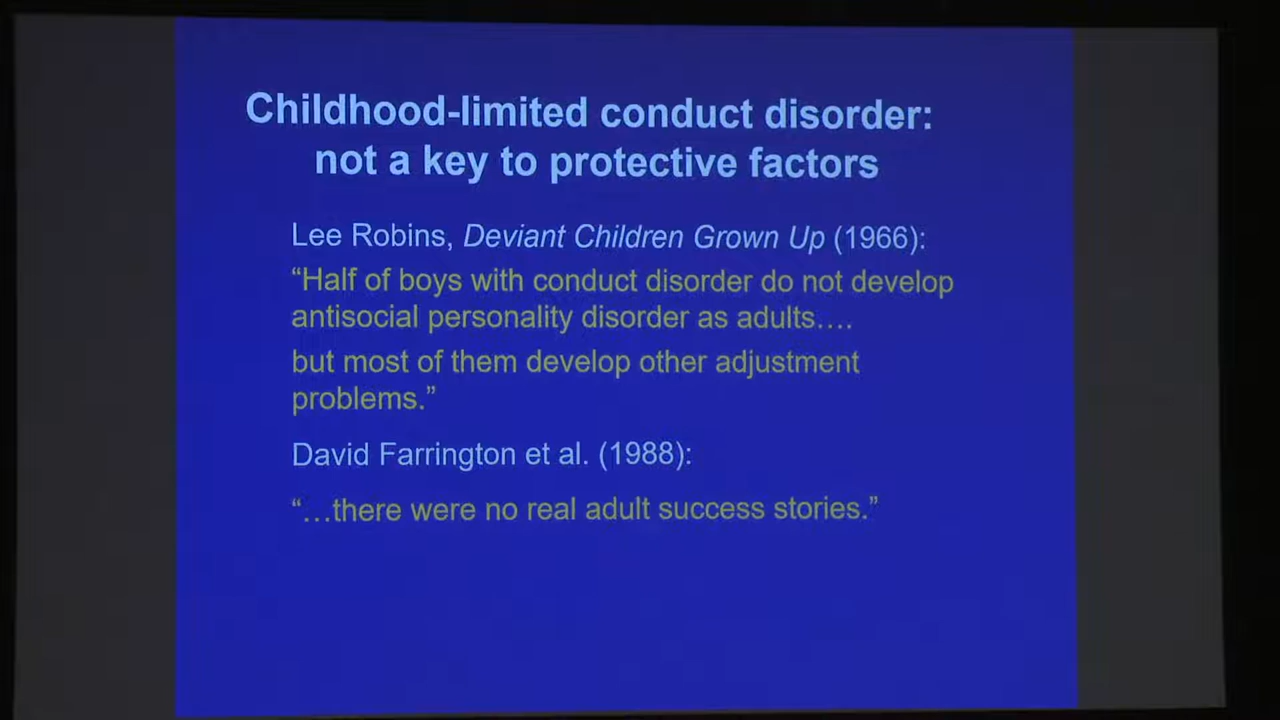 Childhood-limited conduct disorder:
not a key to protective factors
Lee Robins, Deviant Children Grown Up (1966):
“Half of boys with conduct disorder do not develop
antisocial personality disorder as adults….
but most of them develop other adjustment
problems.”
David Farrington et al. (1988):
“…there were no real adult success stories.”